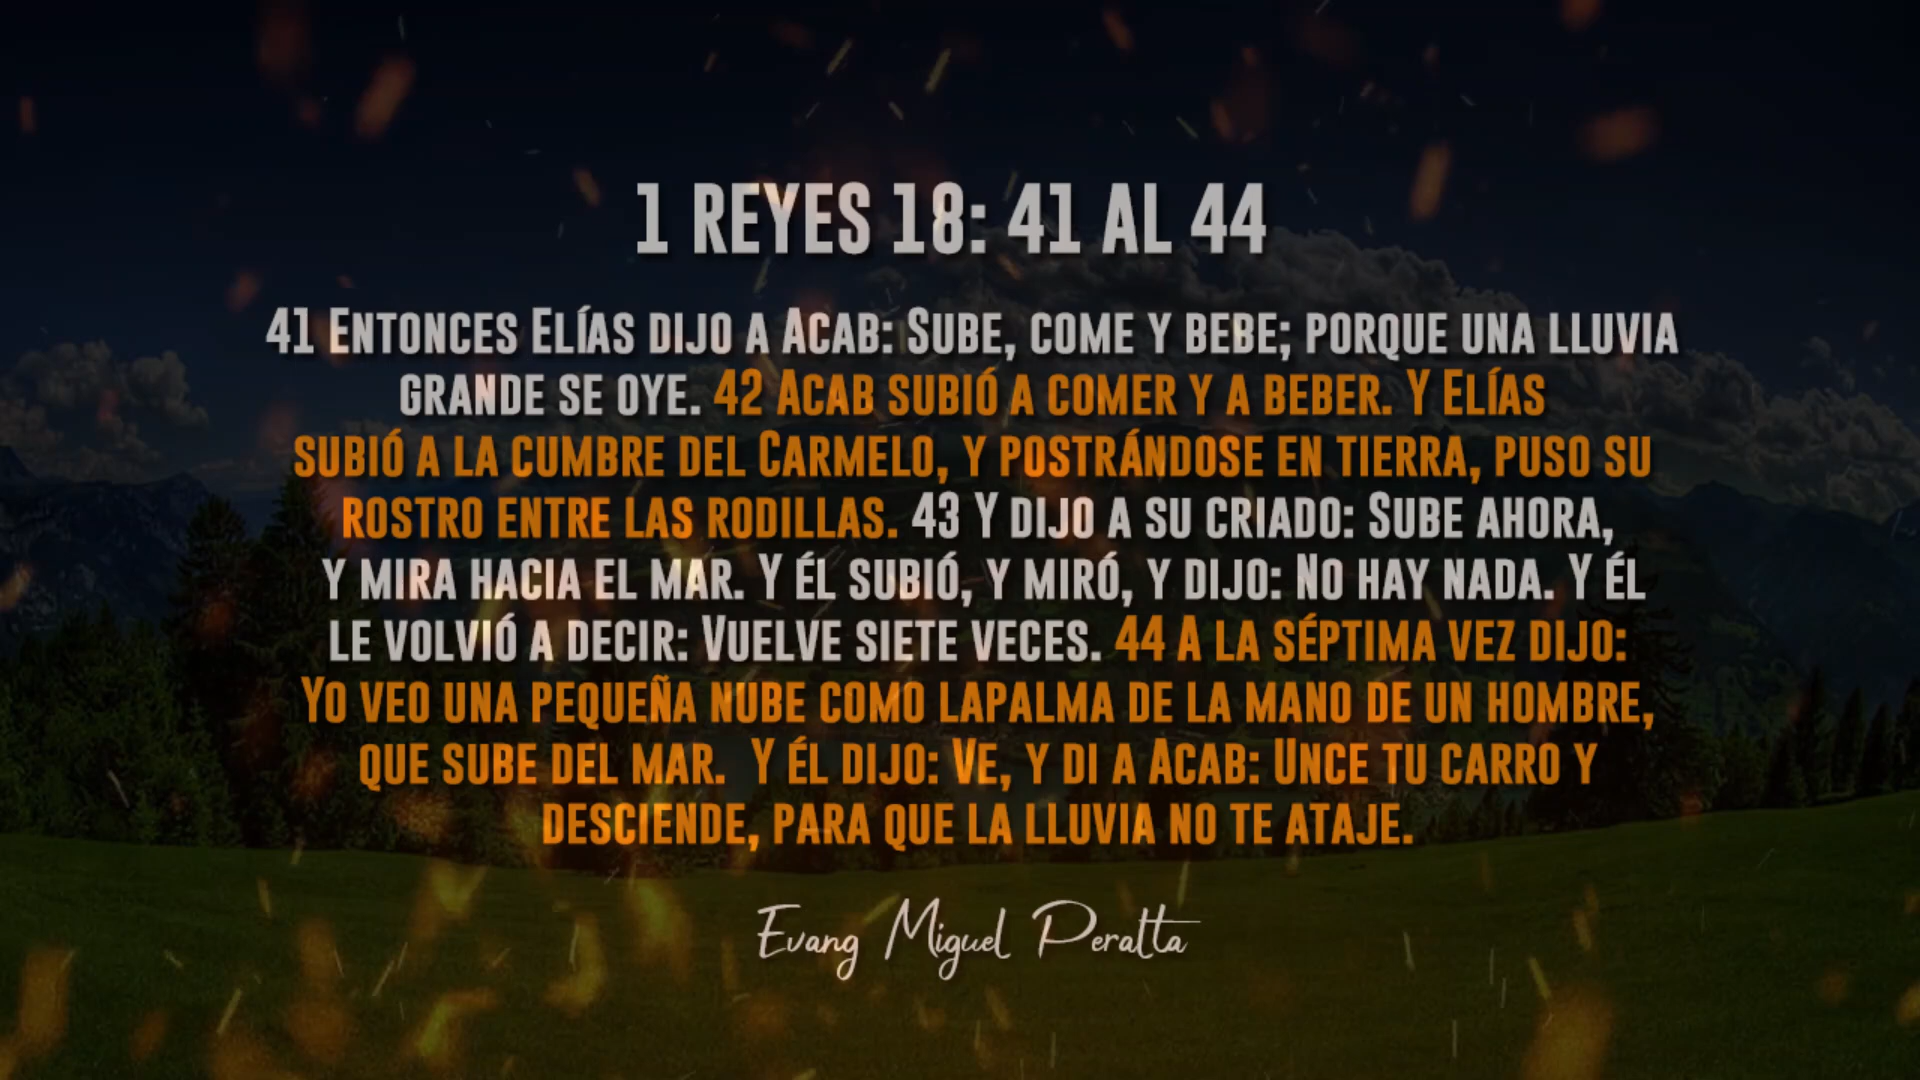 1 REYES 18: 41 AL 44
41 Entonces Elías dijo a Acab: Sube, come y bebe; porque una lluvia
grande se oye. 42 Acab subió a comer y a beber. Y Elías
subió a la cumbre del Carmelo, y postrándose en tierra, puso su
rostro entre las rodillas. 43 Y dijo a su criado: Sube ahora,
y mira hacia el mar. Y él subió, y miró, y dijo: No hay nada. Y él
le volvió a decir: Vuelve siete veces. 44 A la séptima vez dijo:
Yo veo una pequeña nube como lapalma de la mano de un hombre,
que sube del mar.  Y él dijo: Ve, y di a Acab: Unce tu carro y
desciende, para que la lluvia no te ataje.
Evang Miguel Peralta